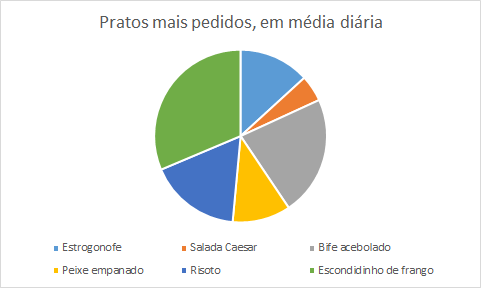 Pratos mais pedidos, em média diária
Estrogonofe Salada Caesar Bife acebolado
Peixe empanado Risoto Escondidinho de frango